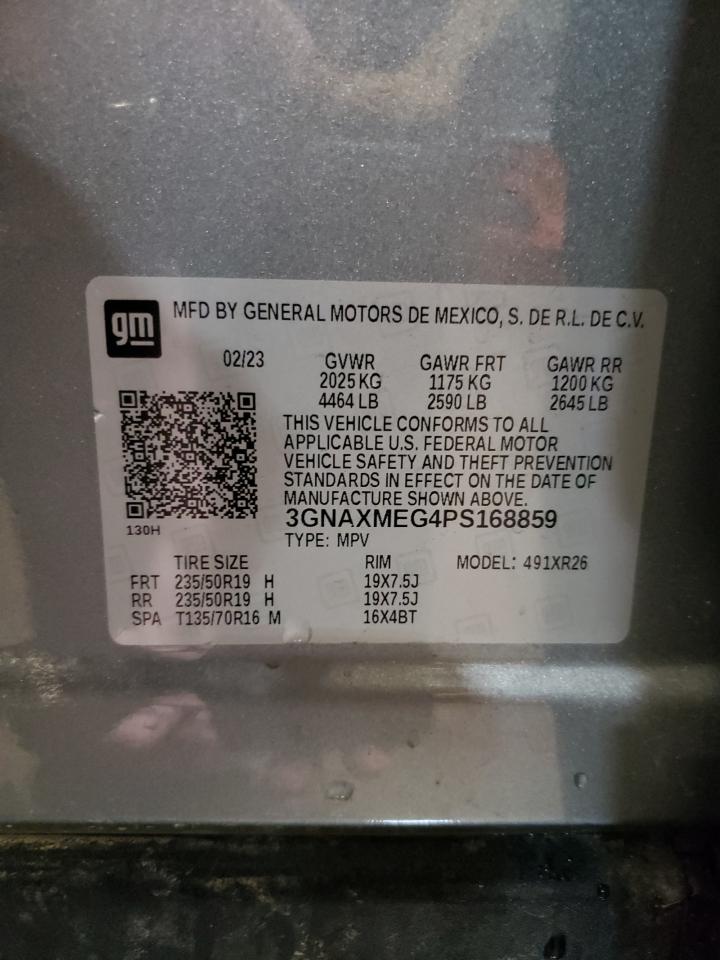 gm
MFD BY GENERAL MOTORS DE MEXICO, S. DE R.L. DE C.V.
02/23 GVWR GAWR FRT GAWR RR
2025 KG 1175 KG 1200 KG
4464 LB 2590 LB 2645 LB
THIS VEHICLE CONFORMS TO ALL
APPLICABLE U.S. FEDERAL MOTOR
VEHICLE SAFETY AND THEFT PREVENTION
STANDARDS IN EFFECT ON THE DATE OF
MANUFACTURE SHOWN ABOVE.
3GNAXMEG4PS168859
130H
TYPE: MPV
TIRE SIZE RIM MODEL: 491XR26
FRT 235/50R19 H 19X7.5J
RR 235/50R19 H 19X7.5J
SPA T135/70R16 M 16X4BT